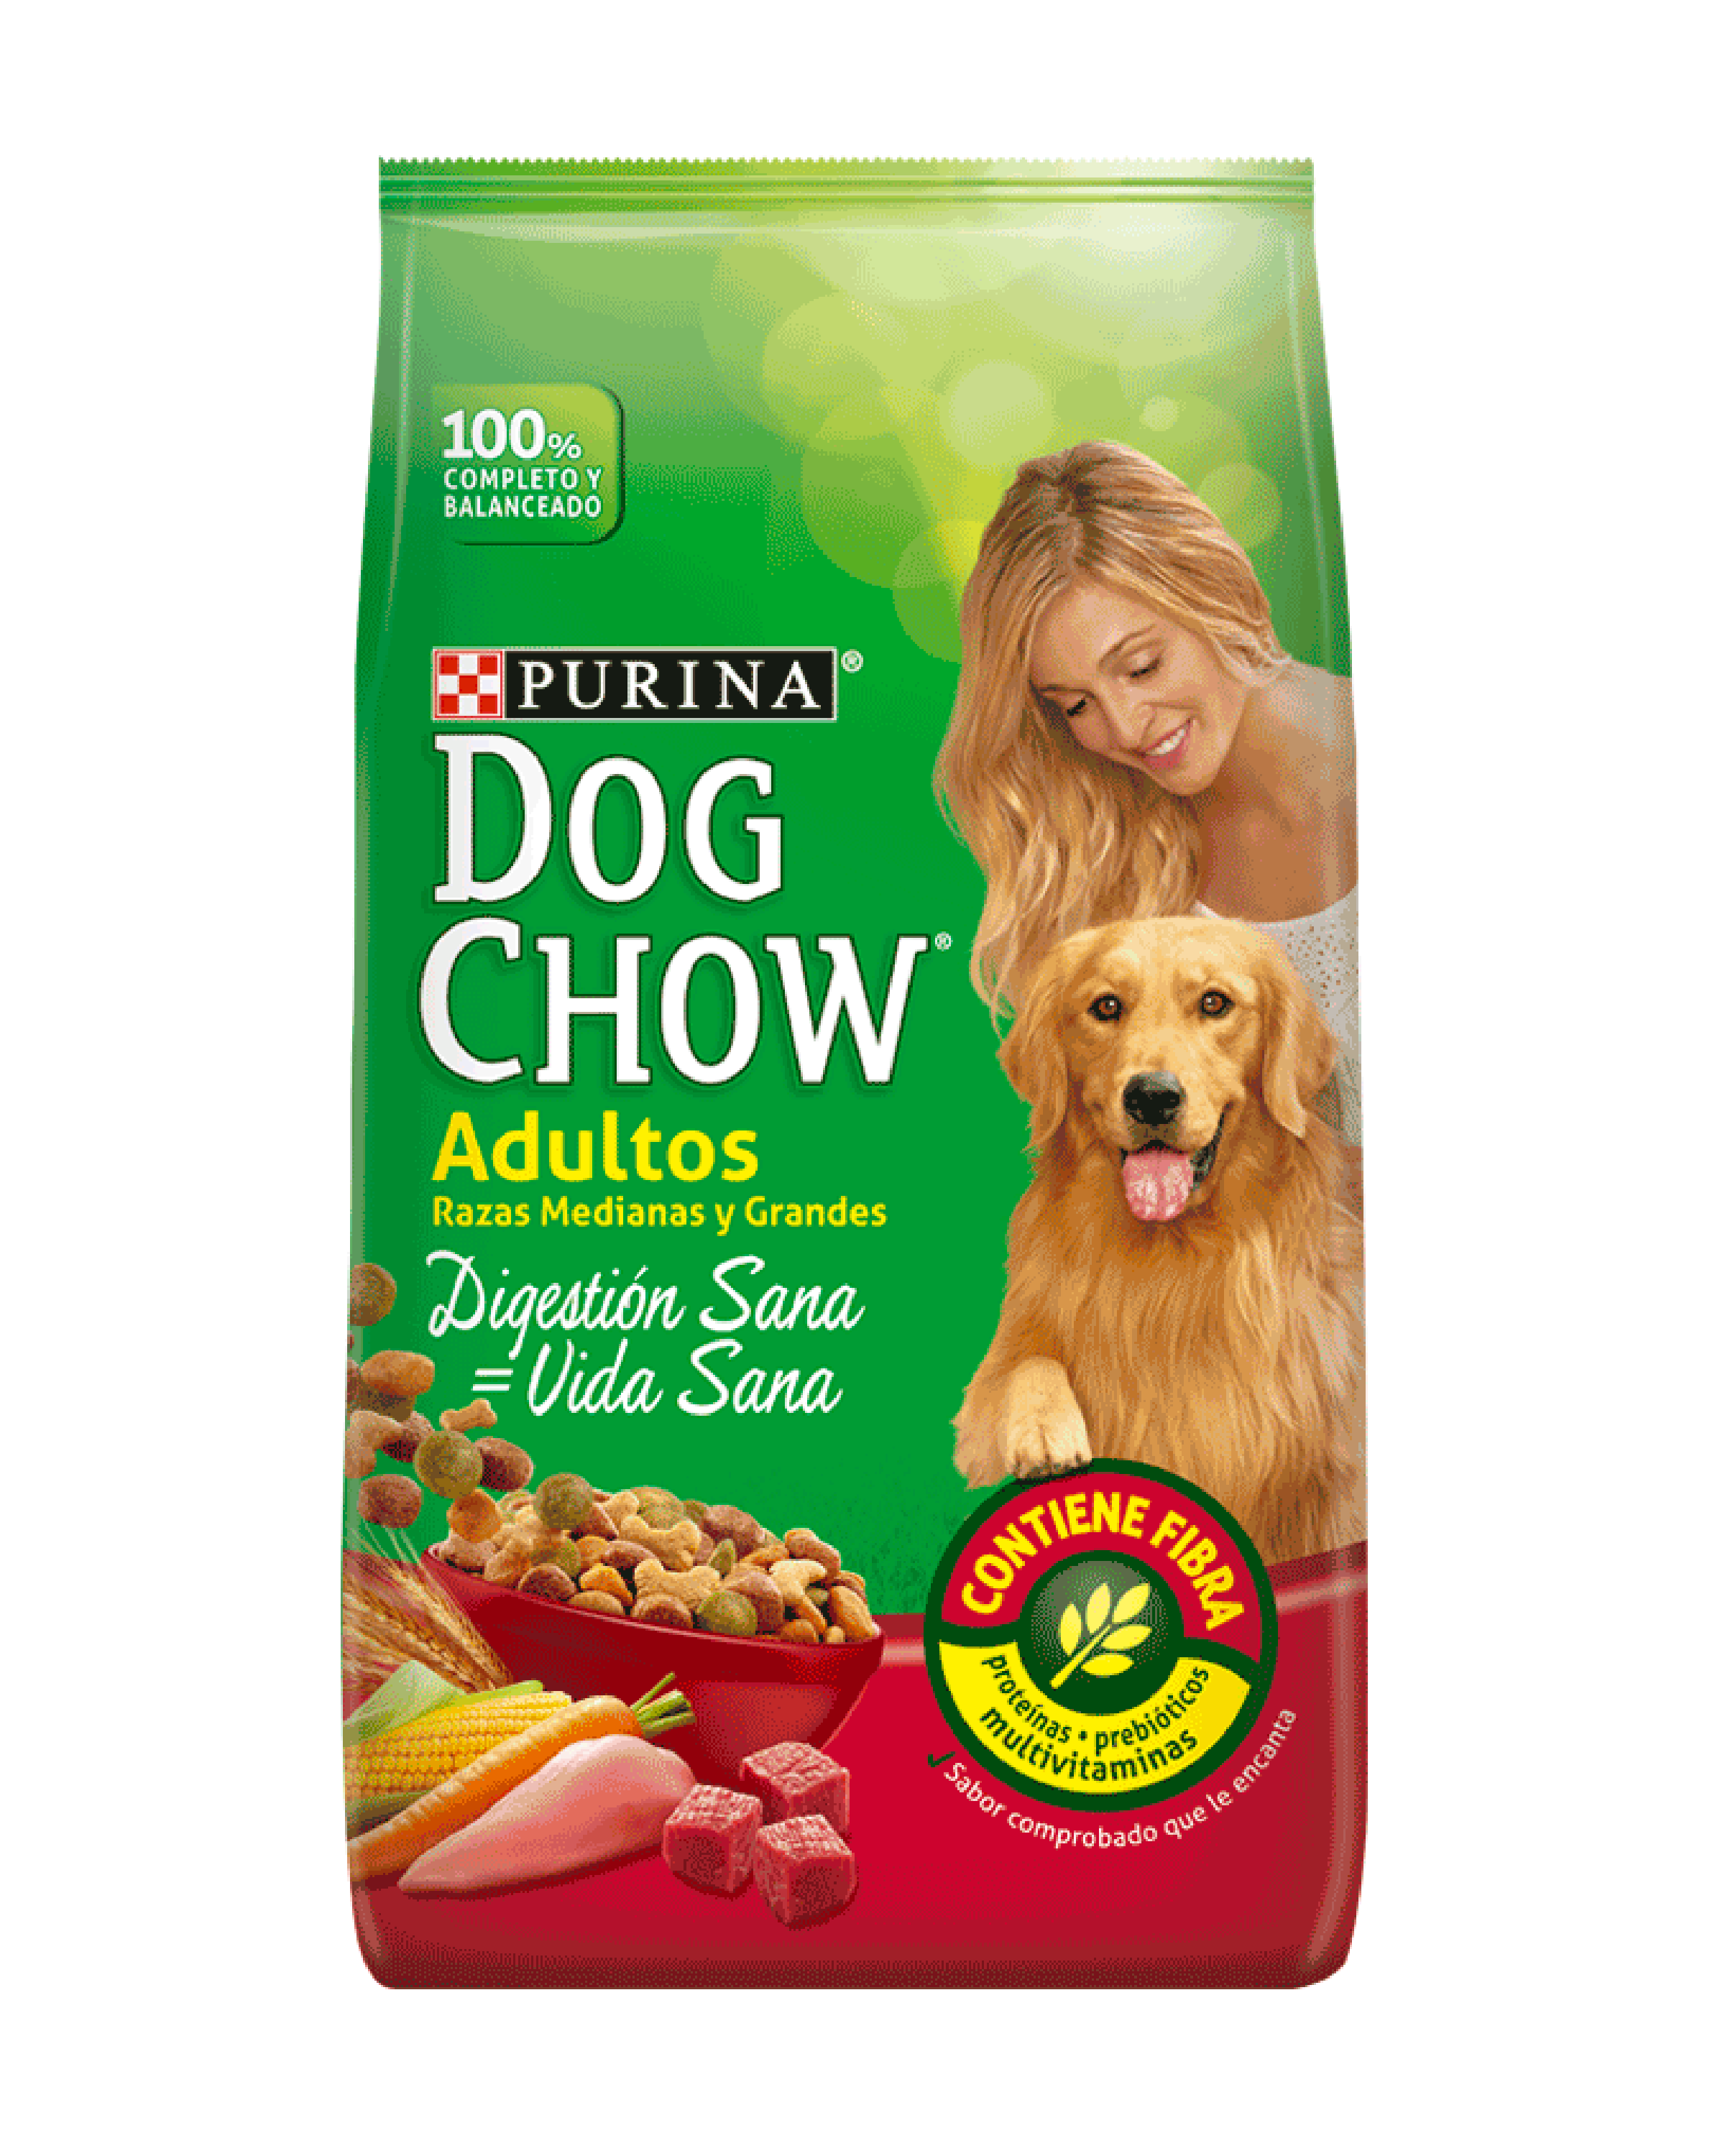 100%
COMPLETO Y
BALANCEADO
PURINA®
DOG
CHOW®
Adultos
Razas Medianas y Grandes
Digestión Sana
= Vida Sana
CONTIENE FIBRA
proteínas • prebióticos
multivitaminas
✓Sabor comprobado que le encanta